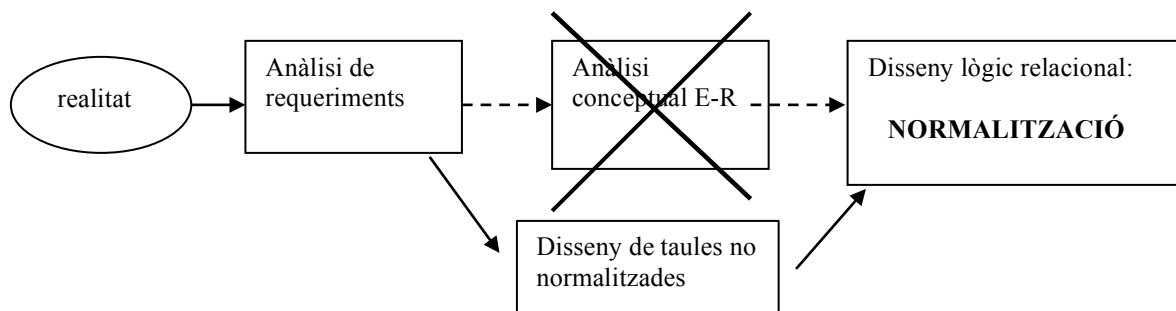 realitat
Anàlisi de
requeriments
Anàlisi
conceptual E-R
Disseny lògic relacional:
NORMALITZACIÓ
Disseny de taules no
normalitzades